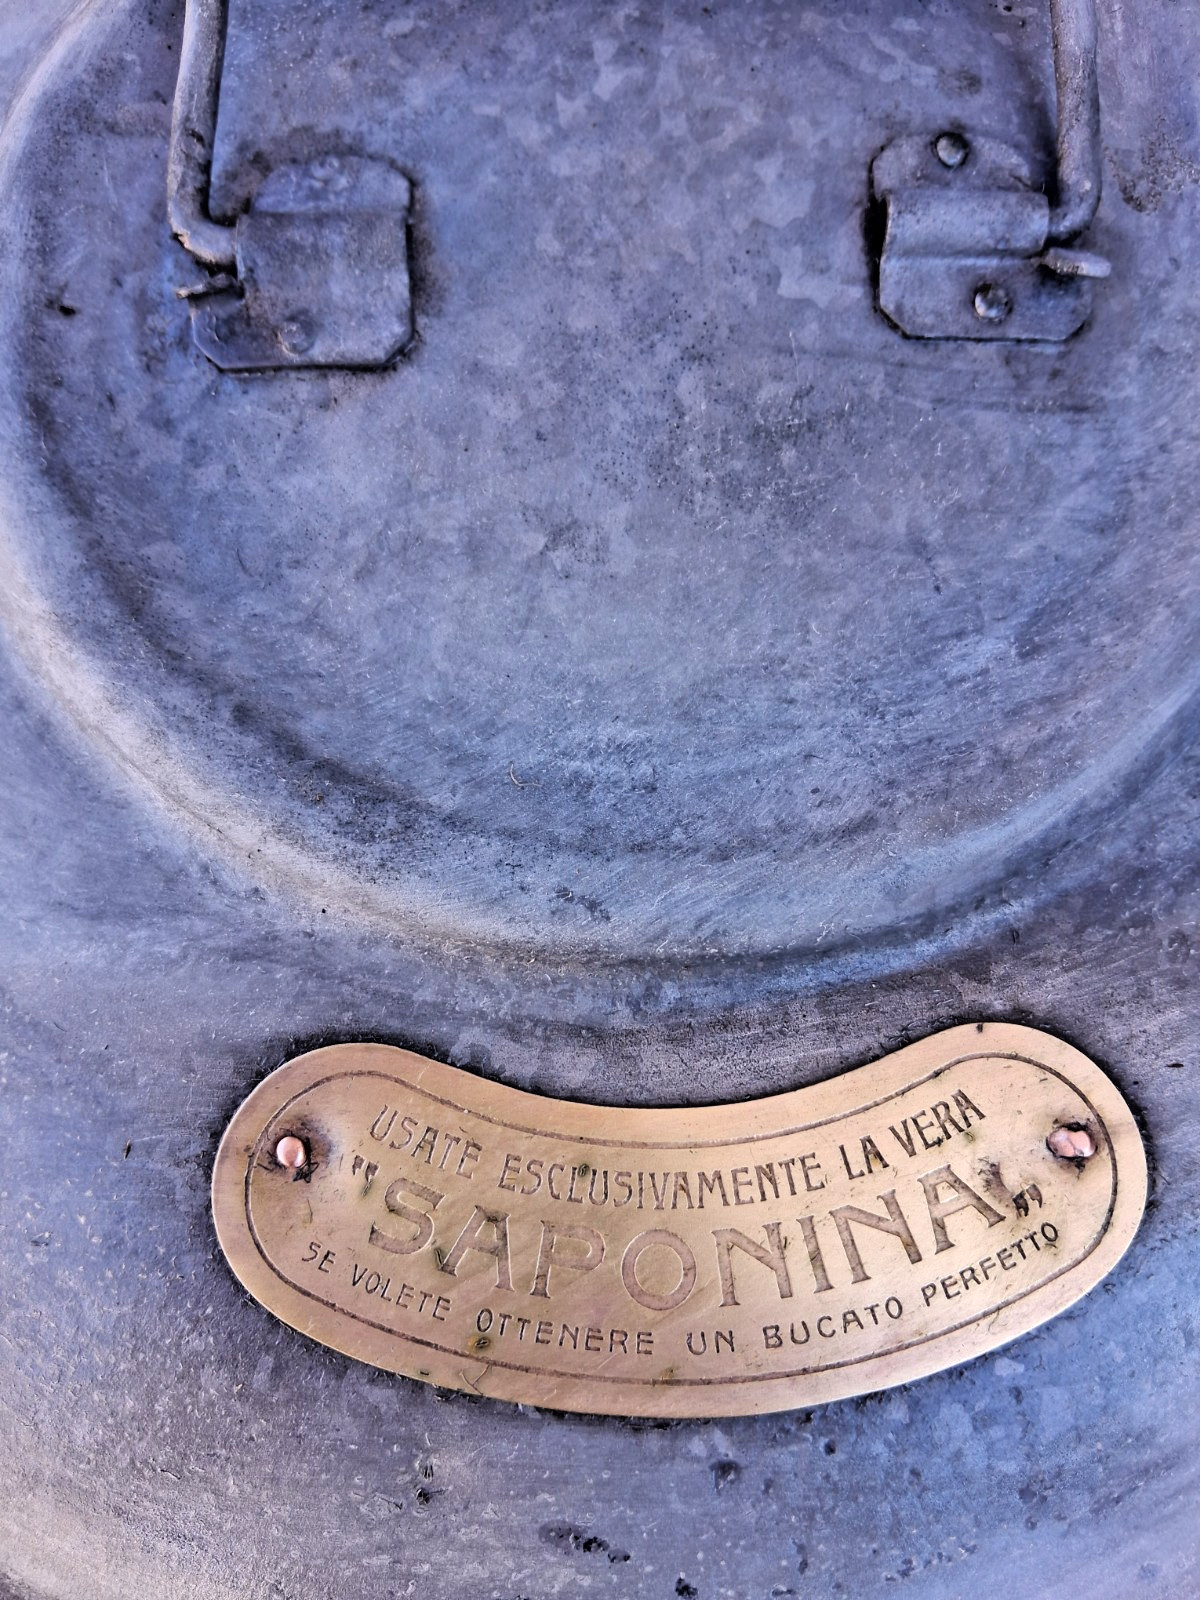 USATE ESCLUSIVAMENTE LA VERA
"SAPONINA"
SE VOLETE OTTENERE UN BUCATO PERFETTO